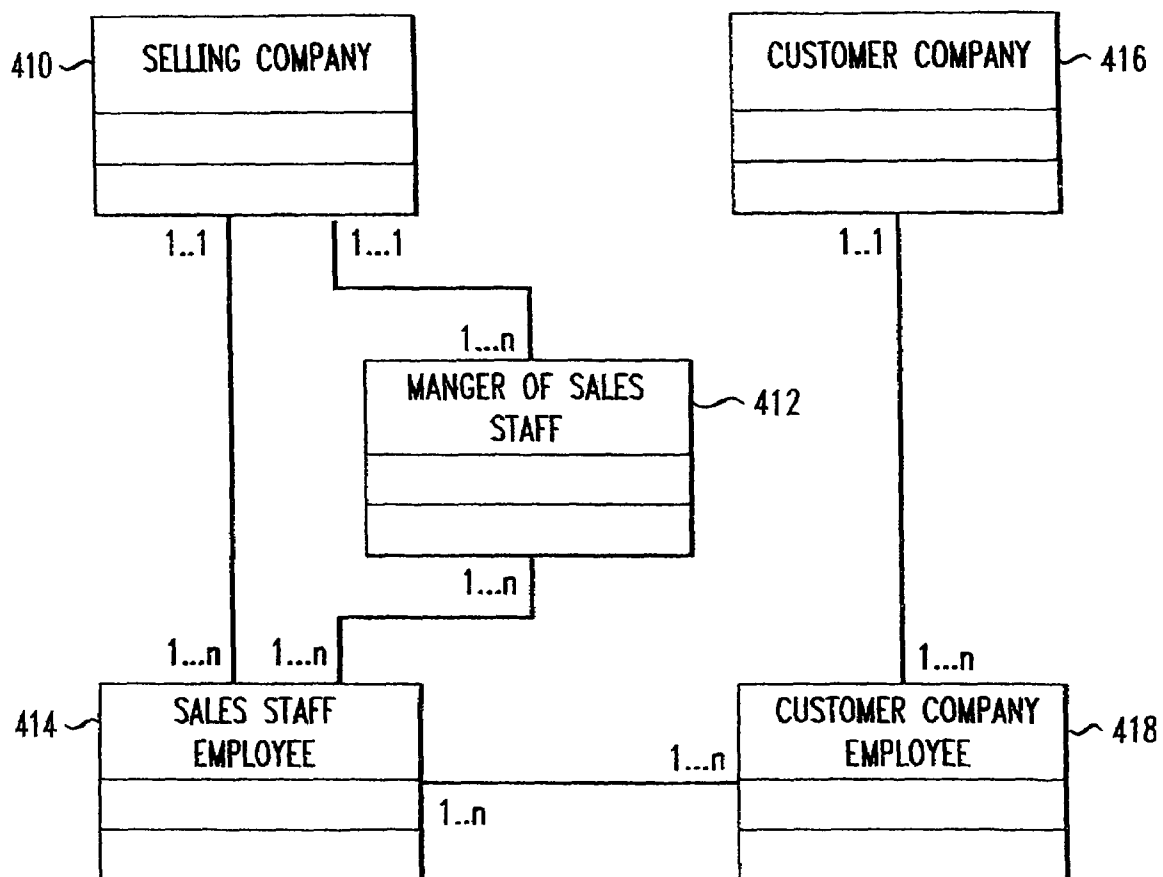 410
SELLING COMPANY
CUSTOMER COMPANY
416
1..1
1...1
1..1
1...n
MANGER OF SALES
STAFF
412
1...n
1...n
1...n
1...n
414
SALES STAFF
EMPLOYEE
1...n
1..n
CUSTOMER COMPANY
EMPLOYEE
418